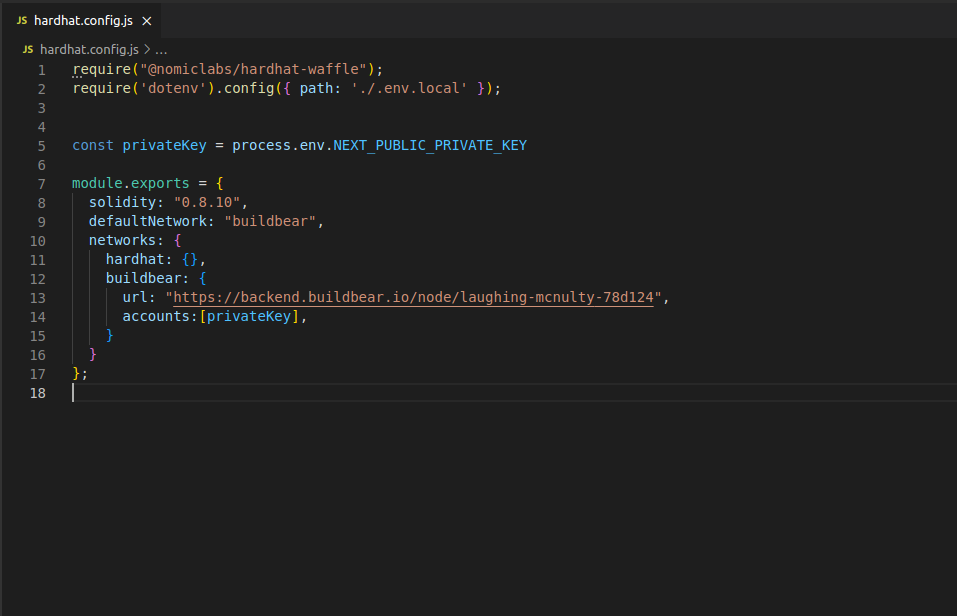 JS hardhat.config.js ×
JS hardhat.config.js > ...
1 require("@nomiclabs/hardhat-waffle");
2 require('dotenv').config({ path: './.env.local' });
3
4
5 const privateKey = process.env.NEXT_PUBLIC_PRIVATE_KEY
6
7 module.exports = {
8   solidity: "0.8.10",
9   defaultNetwork: "buildbear",
10   networks: {
11     hardhat: {},
12     buildbear: {
13       url: "https://backend.buildbear.io/node/laughing-mcnulty-78d124",
14       accounts:[privateKey],
15     }
16   }
17 };
18